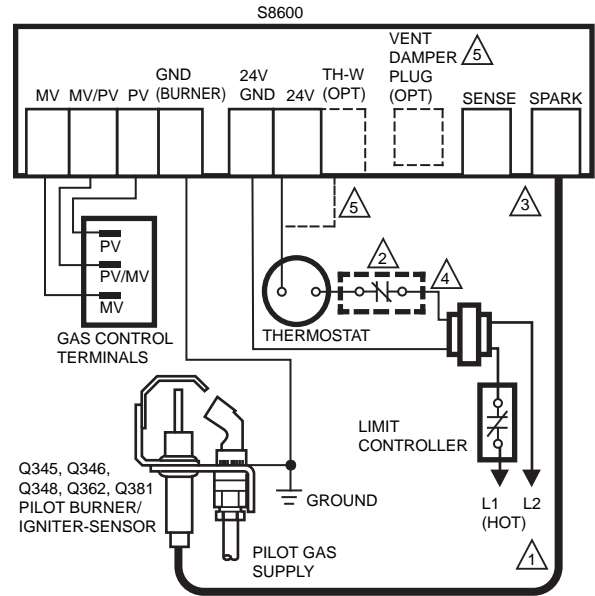 S8600
VENT
DAMPER
PLUG
(OPT)
5
MV
MV/PV
PV
GND
(BURNER)
24V
GND
24V
TH-W
(OPT)
SENSE
SPARK
3
5
2
4
PV
PV/MV
MV
GAS CONTROL
TERMINALS
THERMOSTAT
LIMIT
CONTROLLER
Q345, Q346,
Q348, Q362, Q381
PILOT BURNER/
IGNITER-SENSOR
GROUND
L1
(HOT)
L2
PILOT GAS
SUPPLY
1